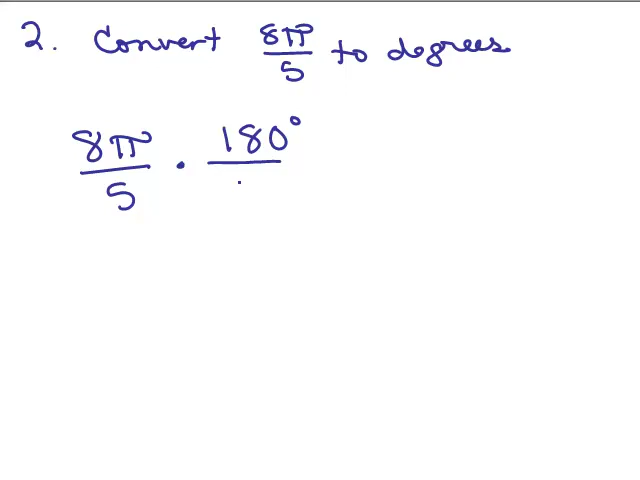 2. Convert 8π/5 to degrees
8π/5 · 180°